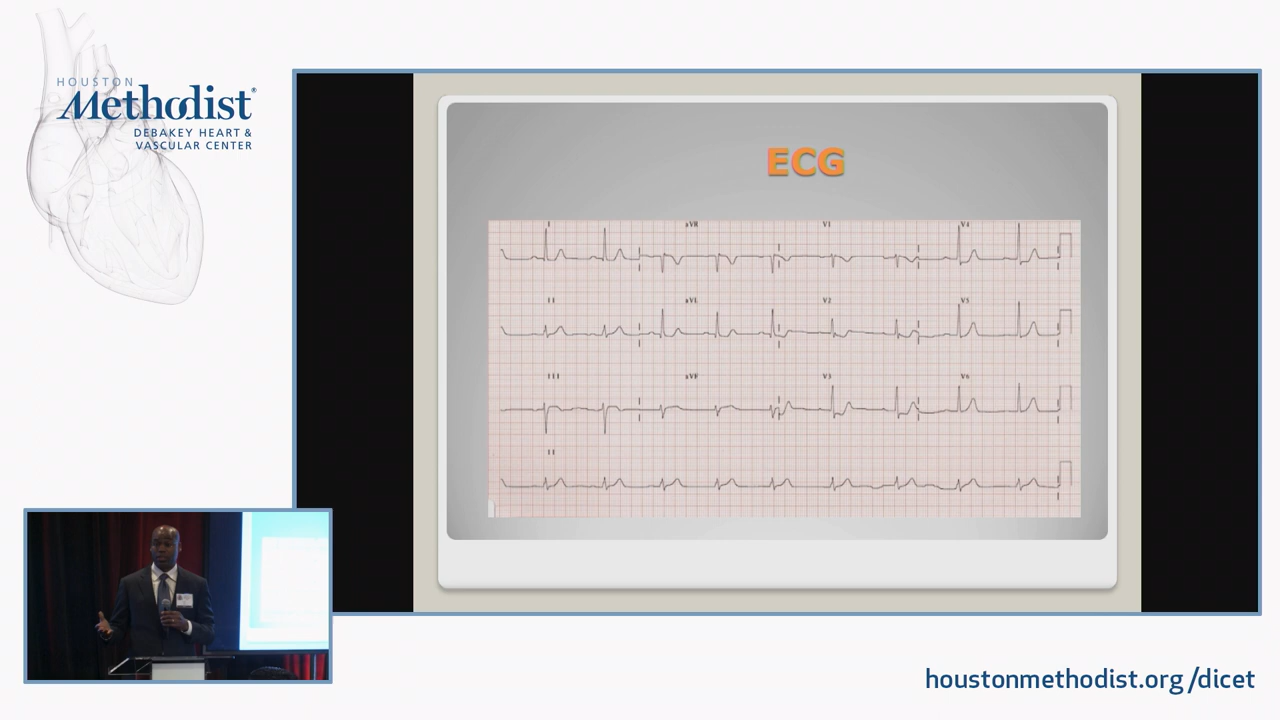 HOUSTON
Methodist®
DEBAKEY HEART &
VASCULAR CENTER
ECG
I aVR V1 V4
II aVL V2 V5
III aVF V3 V6
II
houstonmethodist.org/dicet